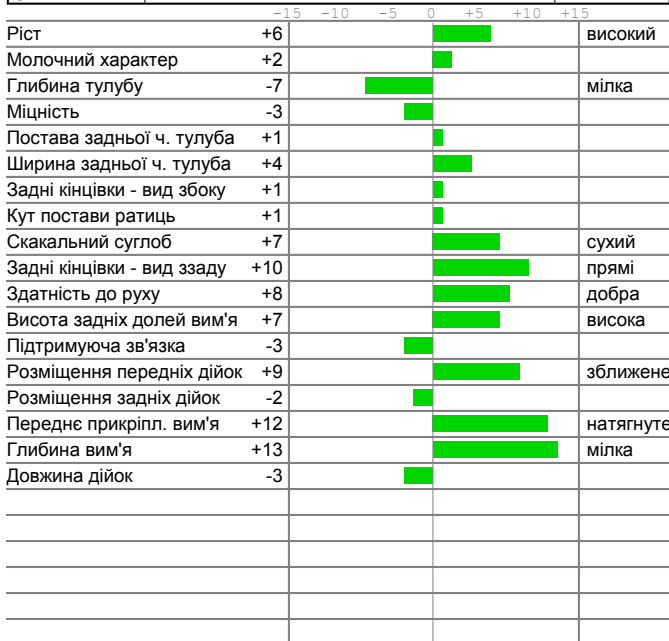 -15 -10 -5 0 +5 +10 +15
Ріст +6 високий
Молочний характер +2
Глибина тулубу -7 мілка
Міцність -3
Постава задньої ч. тулуба +1
Ширина задньої ч. тулуба +4
Задні кінцівки - вид збоку +1
Кут постави ратиць +1
Скакальний суглоб +7 сухий
Задні кінцівки - вид ззаду +10 прямі
Здатність до руху +8 добра
Висота задніх долей вим'я +7 висока
Підтримуюча зв'язка -3
Розміщення передніх дійок +9 зближене
Розміщення задніх дійок -2
Переднє прикріпл. вим'я +12 натягнуте
Глибина вим'я +13 мілка
Довжина дійок -3